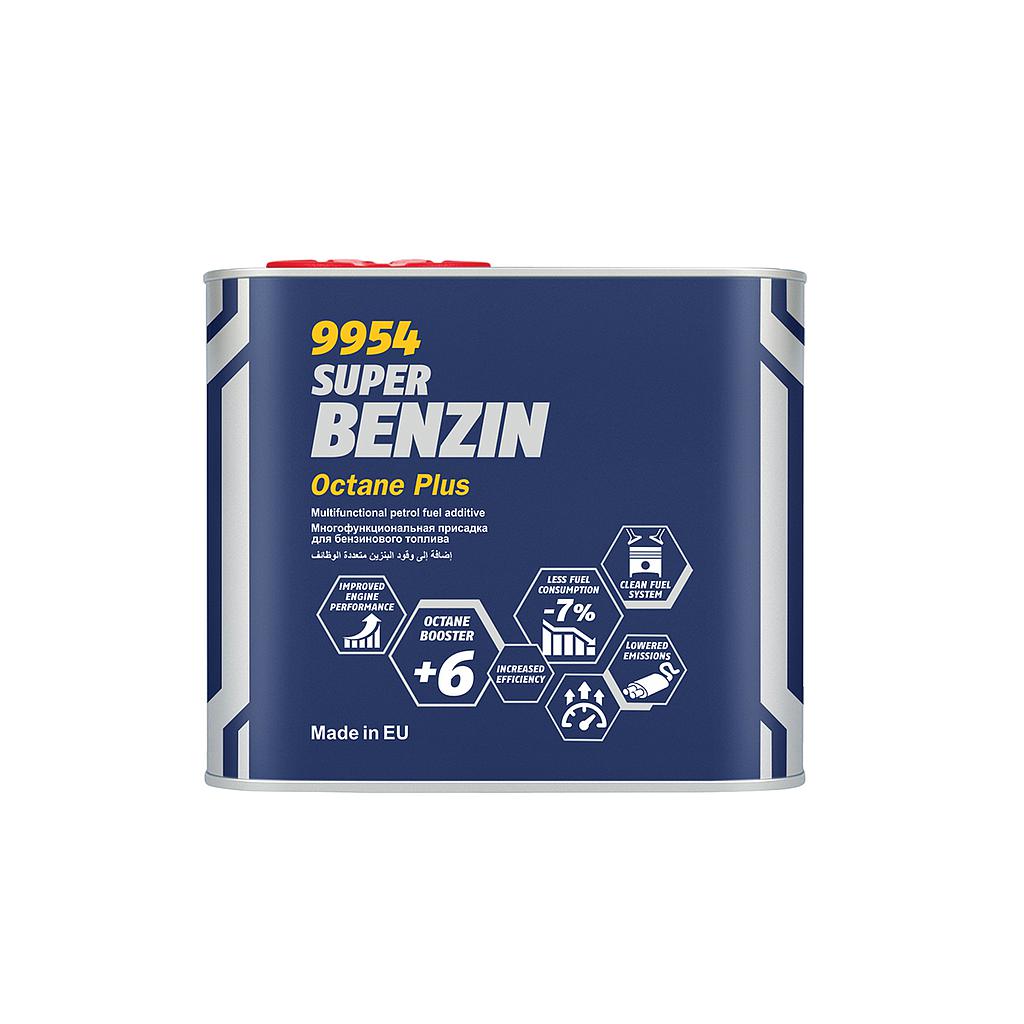 9954
SUPER
BENZIN
Octane Plus
Multifunctional petrol fuel additive
Многофункциональная присадка
для бензинового топлива
إضافة إلى وقود البنزين متعددة الوظائف
IMPROVED
ENGINE
PERFORMANCE
OCTANE
BOOSTER
+6
INCREASED
EFFICIENCY
LESS FUEL
CONSUMPTION
-7%
CLEAN FUEL
SYSTEM
LOWERED
EMISSIONS
Made in EU